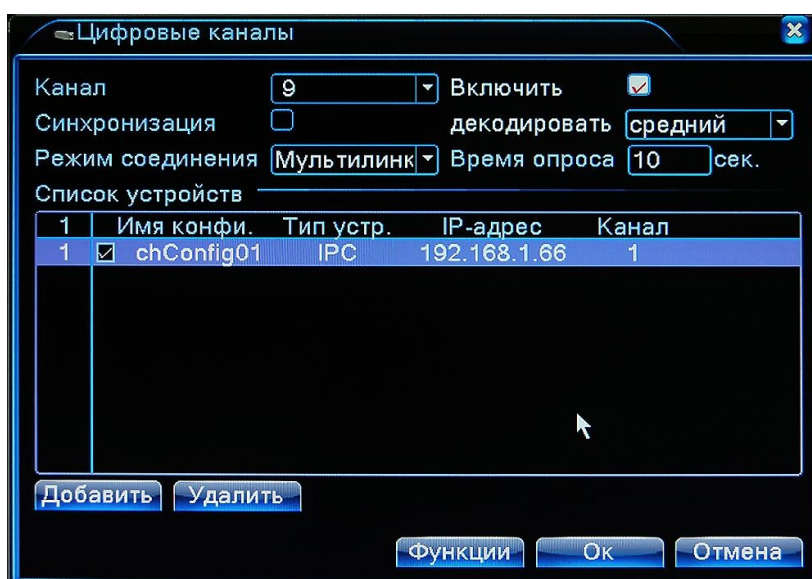 Цифровые каналы
Канал 9 Включить
Синхронизация декодировать средний
Режим соединения Мультилинк Время опроса 10 сек.
Список устройств
1 Имя конфи. Тип устр. IP-адрес Канал
1 chConfig01 IPC 192.168.1.66 1
Добавить Удалить
Функции Ок Отмена